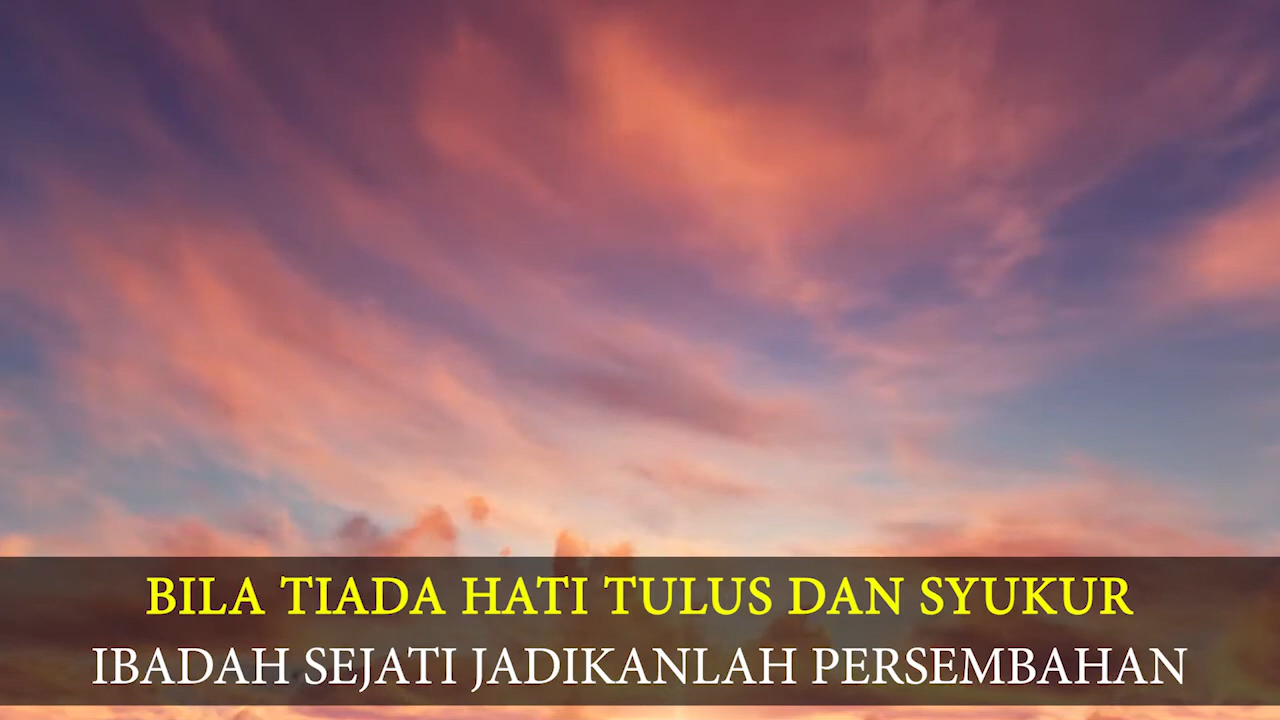 BILA TIADA HATI TULUS DAN SYUKUR
IBADAH SEJATI JADIKANLAH PERSEMBAHAN